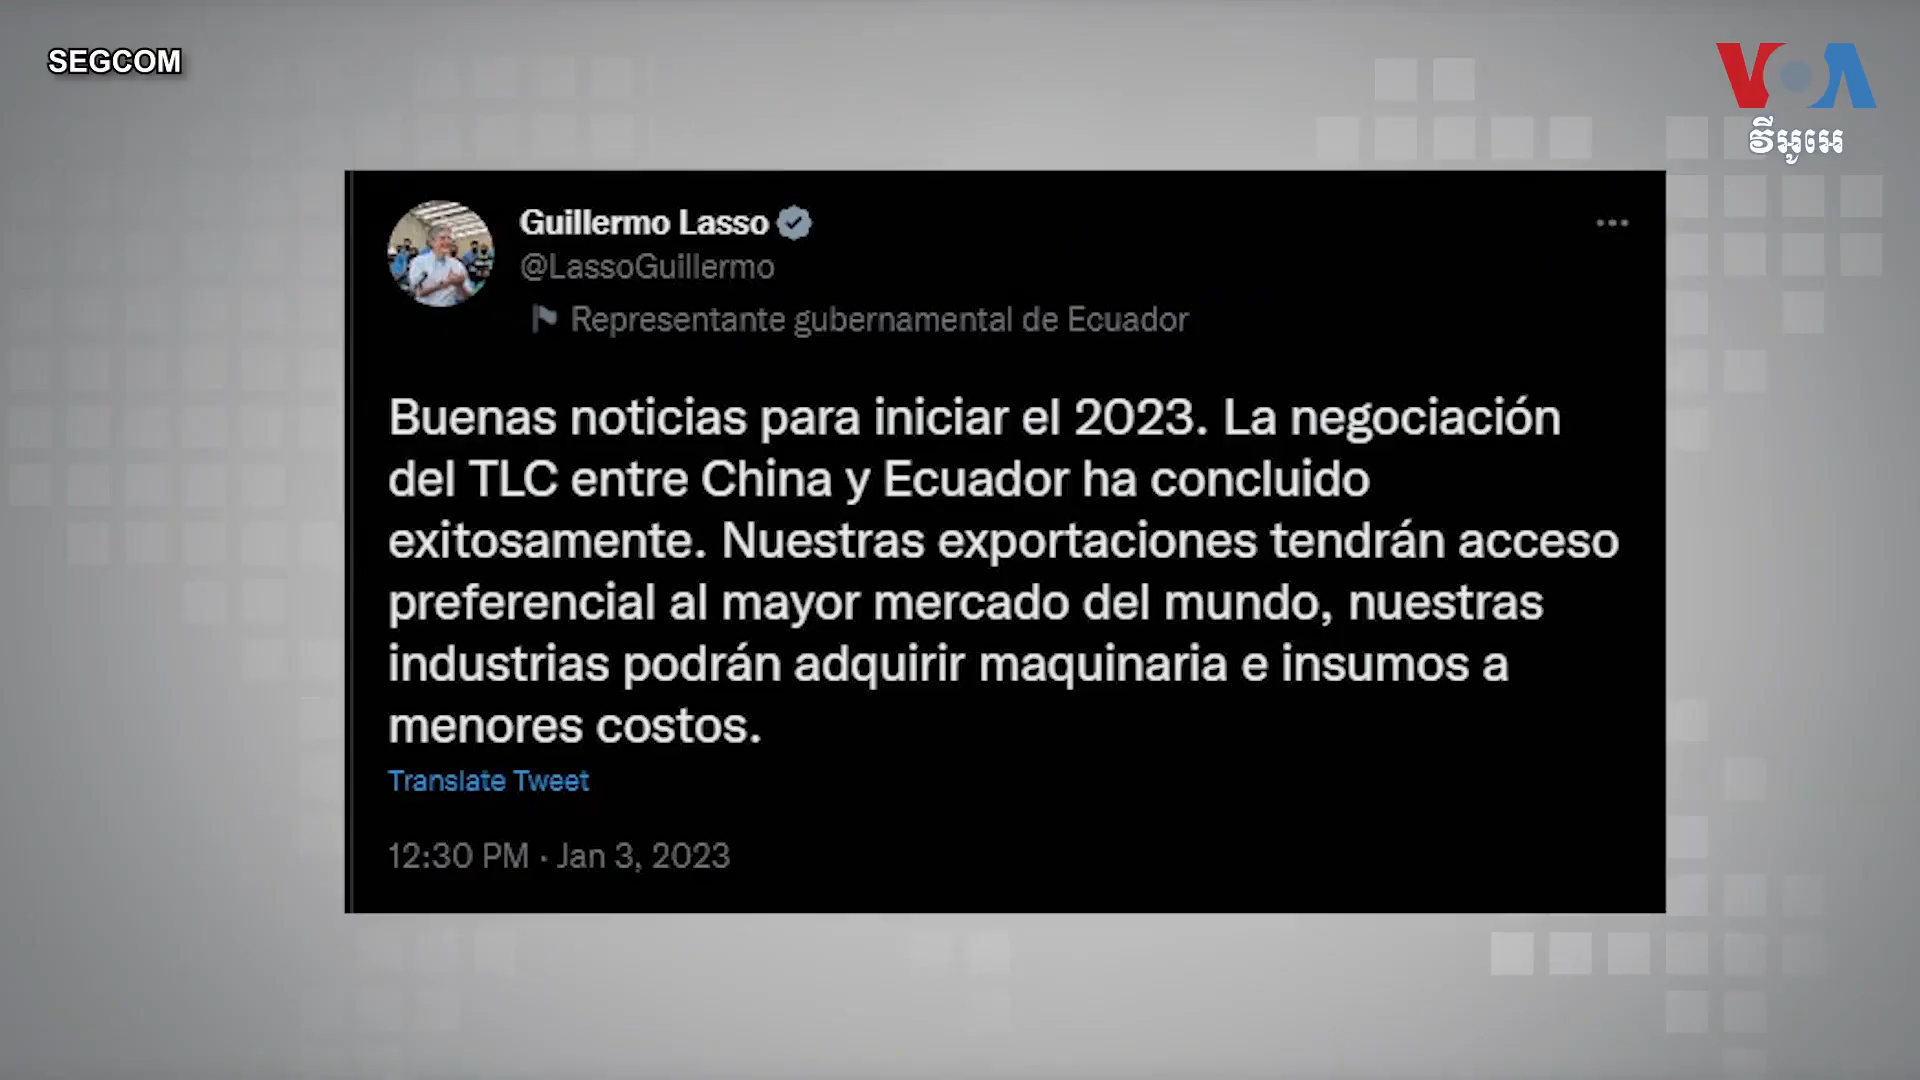 SEGCOM
VOA
វីអូអេ
Guillermo Lasso
@LassoGuillermo
Representante gubernamental de Ecuador
Buenas noticias para iniciar el 2023. La negociación
del TLC entre China y Ecuador ha concluido
exitosamente. Nuestras exportaciones tendrán acceso
preferencial al mayor mercado del mundo, nuestras
industrias podrán adquirir maquinaria e insumos a
menores costos.
Translate Tweet
12:30 PM · Jan 3, 2023